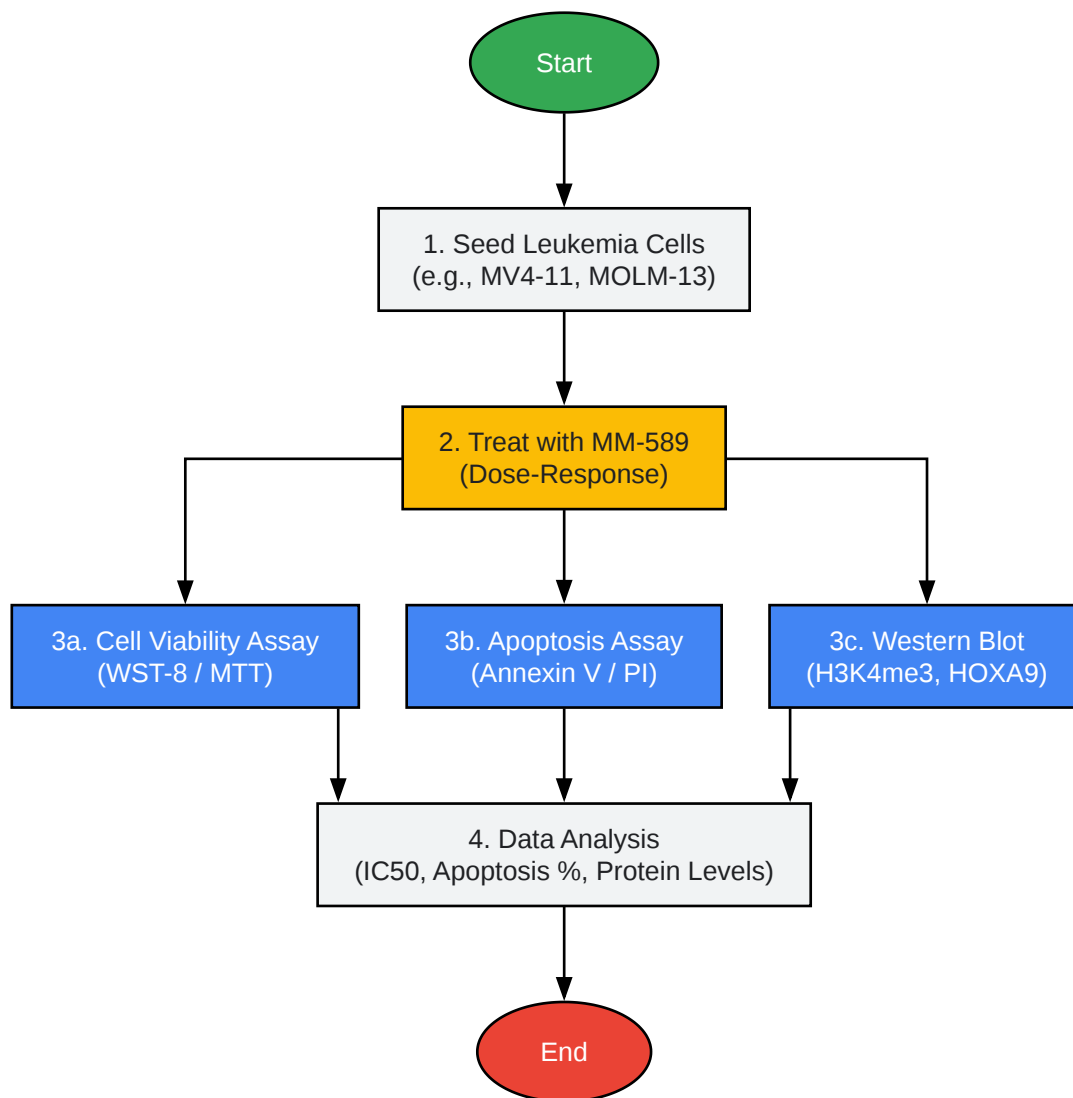 Start
1. Seed Leukemia Cells
(e.g., MV4-11, MOLM-13)
2. Treat with MM-589
(Dose-Response)
3a. Cell Viability Assay
(WST-8 / MTT)
3b. Apoptosis Assay
(Annexin V / PI)
3c. Western Blot
(H3K4me3, HOXA9)
4. Data Analysis
(IC50, Apoptosis %, Protein Levels)
End